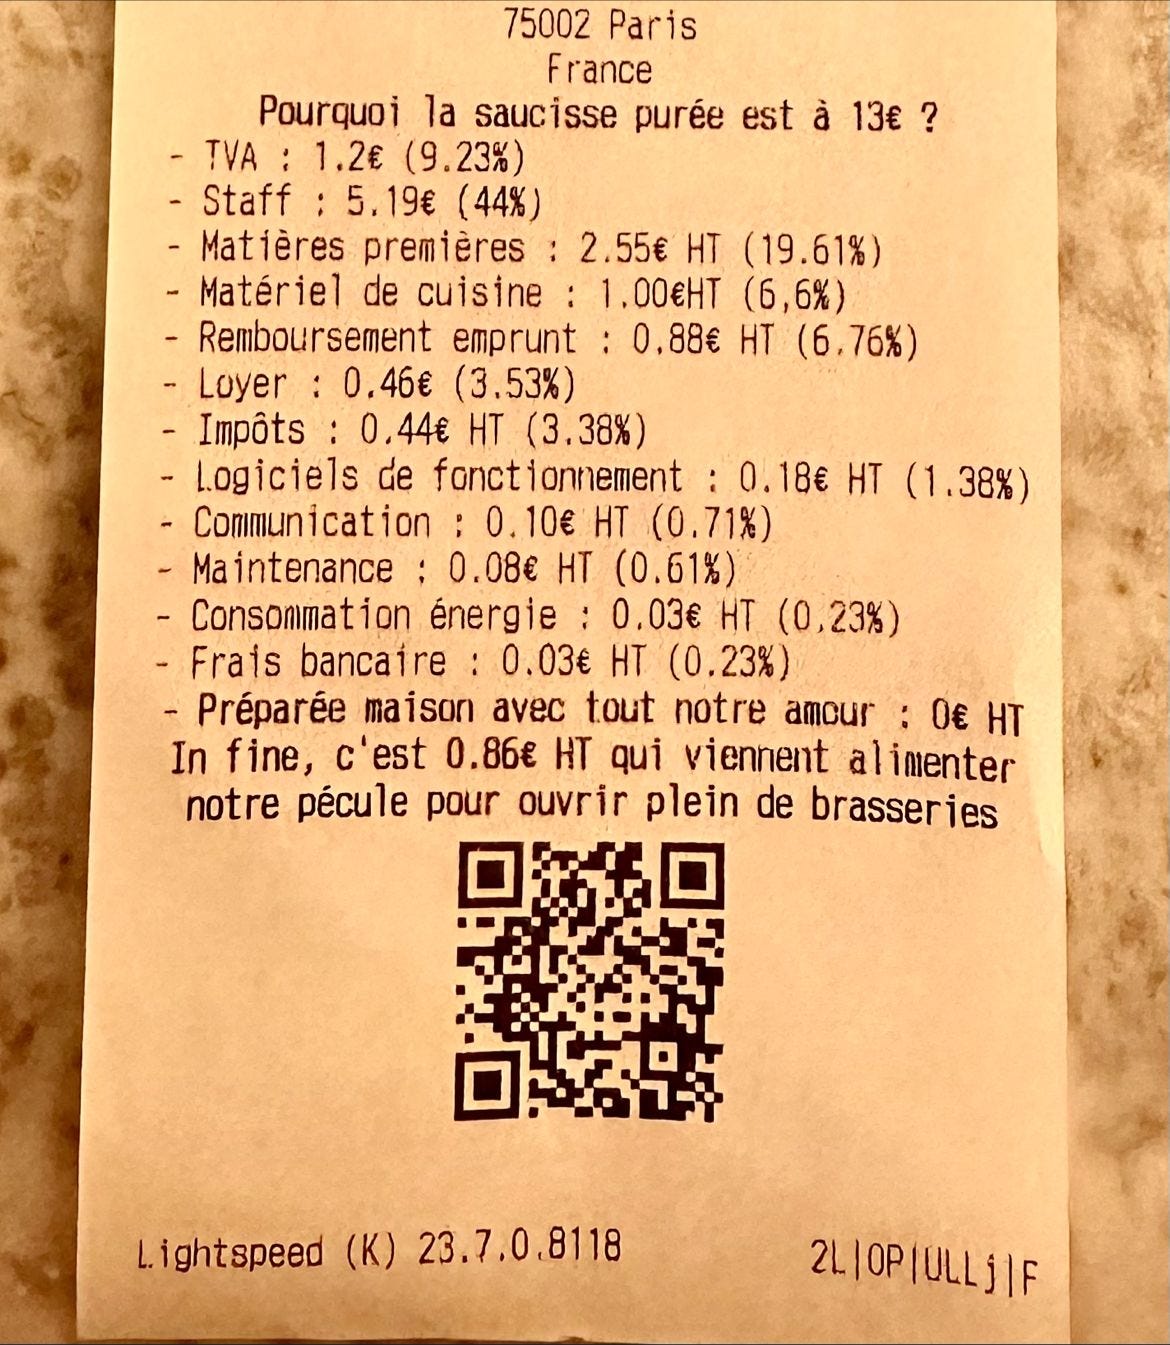 75002 Paris
France
Pourquoi la saucisse purée est à 13€ ?
- TVA : 1.2€ (9.23%)
- Staff : 5.19€ (44%)
- Matières premières : 2.55€ HT (19.61%)
- Matériel de cuisine : 1.00€HT (6,6%)
- Remboursement emprunt : 0.88€ HT (6.76%)
- Loyer : 0.46€ (3.53%)
- Impôts : 0.44€ HT (3.38%)
- Logiciels de fonctionnement : 0.18€ HT (1.38%)
- Communication : 0.10€ HT (0.71%)
- Maintenance : 0.08€ HT (0.61%)
- Consommation énergie : 0.03€ HT (0.23%)
- Frais bancaire : 0.03€ HT (0.23%)
- Préparée maison avec tout notre amour : 0€ HT
In fine, c'est 0.86€ HT qui viennent alimenter
notre pécule pour ouvrir plein de brasseries
Lightspeed (K) 23.7.0.8118 2L|OP|ULLj|F